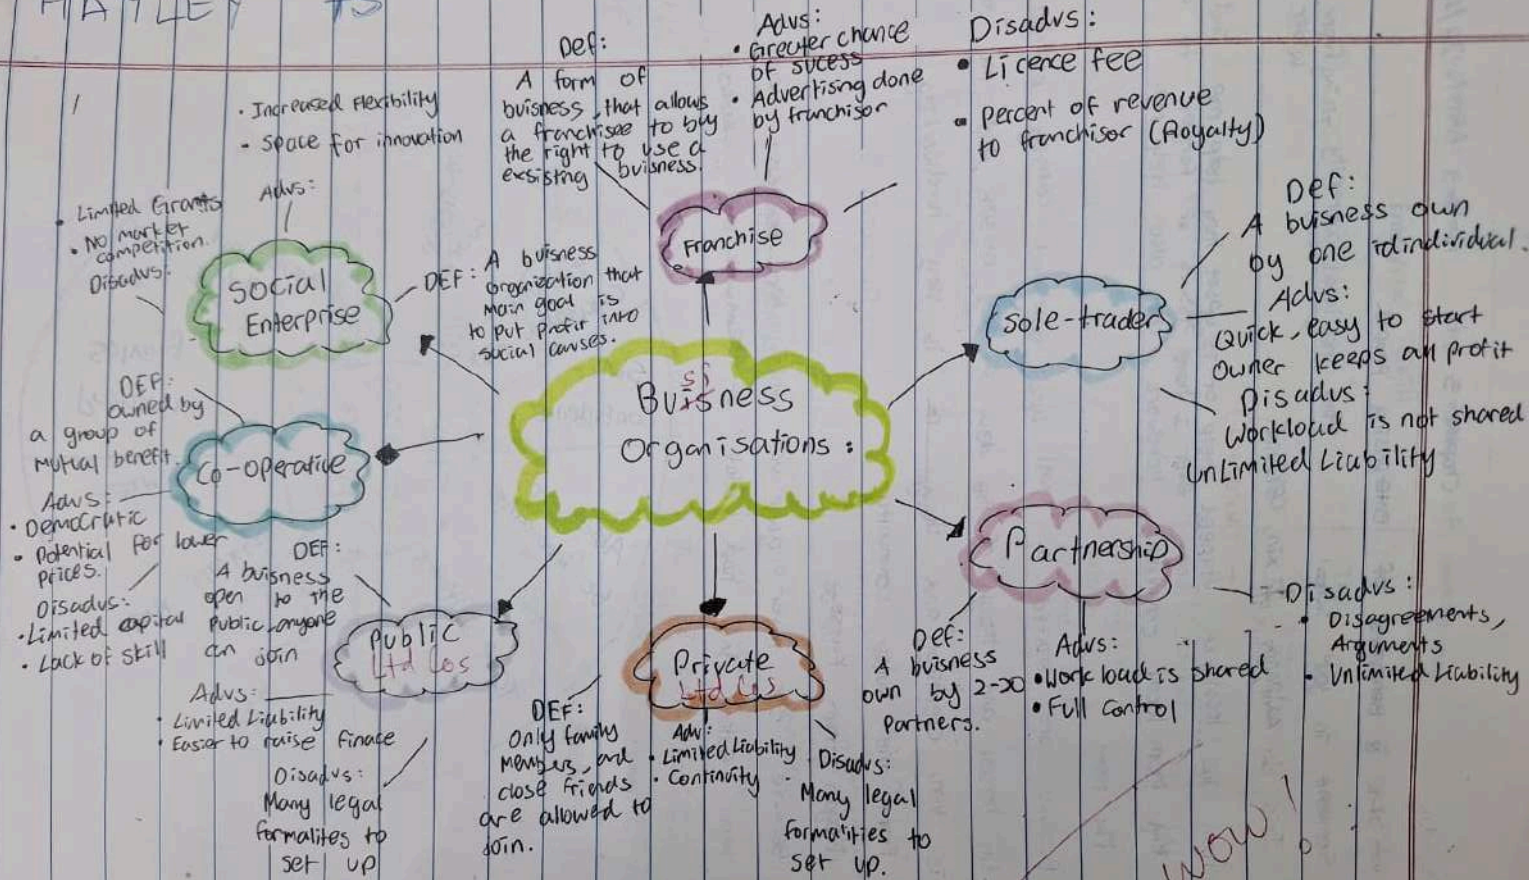 HAYLEY
Def:
A form of
buisness, that allows
a franchisee to buy
the right to use a
exsisting buisness.
Advs:
• Greater chance
of sucess
• Advertising done
by franchisor
Disadvs:
• Licence fee
• Percent of revenue
to franchisor (Royalty)
Franchise
• Increased Flexibility
• Space for innovation
Advs:
• Limited Grants
• No market
competition.
Disadvs:
Social
Enterprise
DEF: A buisness
organization that
main goal is
to put profit into
social causes.
Def:
A buisness own
by one idindividual.
Advs:
Quick, easy to start
Owner keeps all profit
Disadvs:
Workload is not shared
UnLimited Liability
Sole-trader
ss
Buisness
Organisations:
DEF:
owned by
a group of
mutual benefit.
Co-operative
Advs:
• Democratic
• Potential for lower
prices.
Disadvs:
• Limited capital
• Lack of skill
Partnership
Def:
A buisness
own by 2-20
Partners.
Advs:
• Work load is shared
• Full control
Disadvs:
• Disagreements,
Arguments
• Unlimited Liability
DEF:
A buisness
open to the
public, anyone
can join
Public
Ltd Cos
Advs:
• Limited Liability
• Easier to raise finace
Disadvs:
Many legal
formalites to
set up
Private
Ltd Cos
DEF:
Only family
members, and
close friends
are allowed to
join.
Adv:
• Limited Liability
• Continuity
Disadvs:
Many legal
formalities to
set up.
WOW!